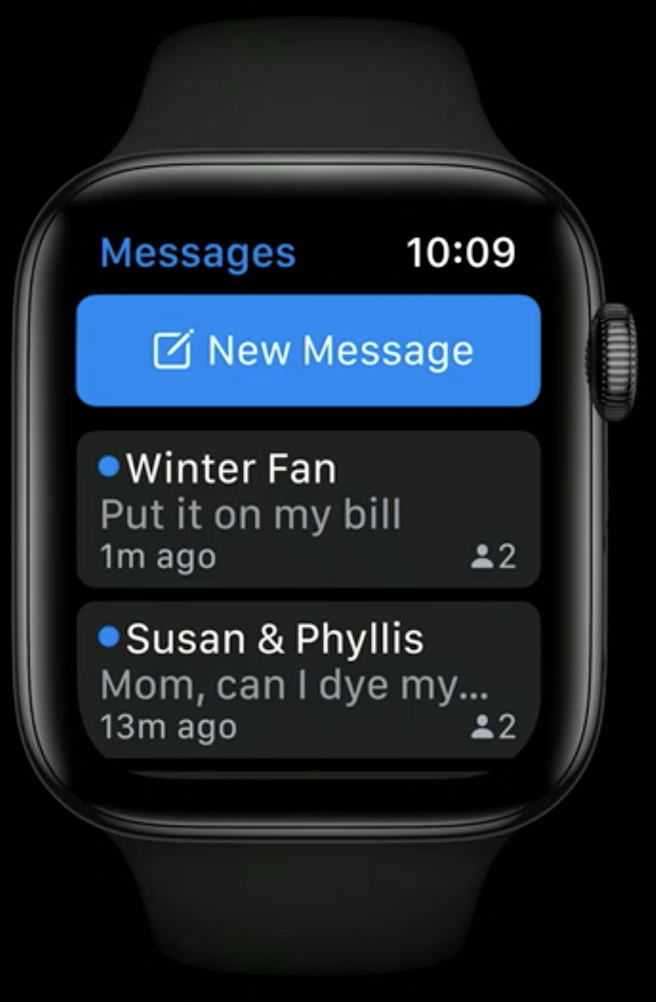 Messages 10:09
New Message
Winter Fan
Put it on my bill
1m ago 2
Susan & Phyllis
Mom, can I dye my...
13m ago 2